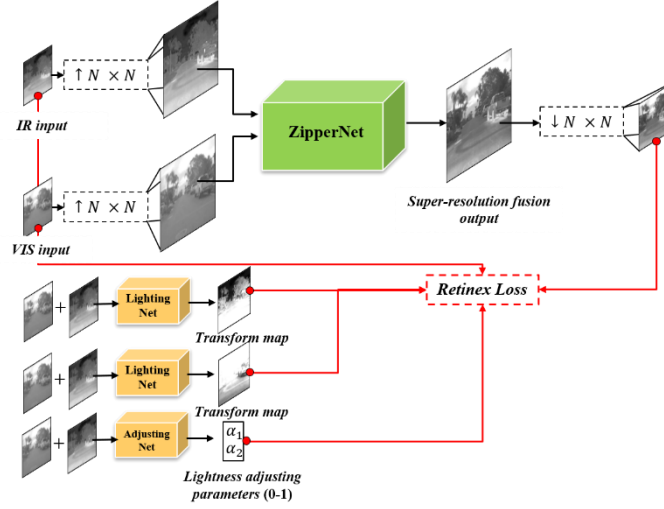 ↑ N × N
IR input
ZipperNet
↓ N × N
↑ N × N
Super-resolution fusion
output
VIS input
Retinex Loss
+
Lighting
Net
Transform map
+
Lighting
Net
Transform map
+
Adjusting
Net
α1
α2
Lightness adjusting
parameters (0-1)